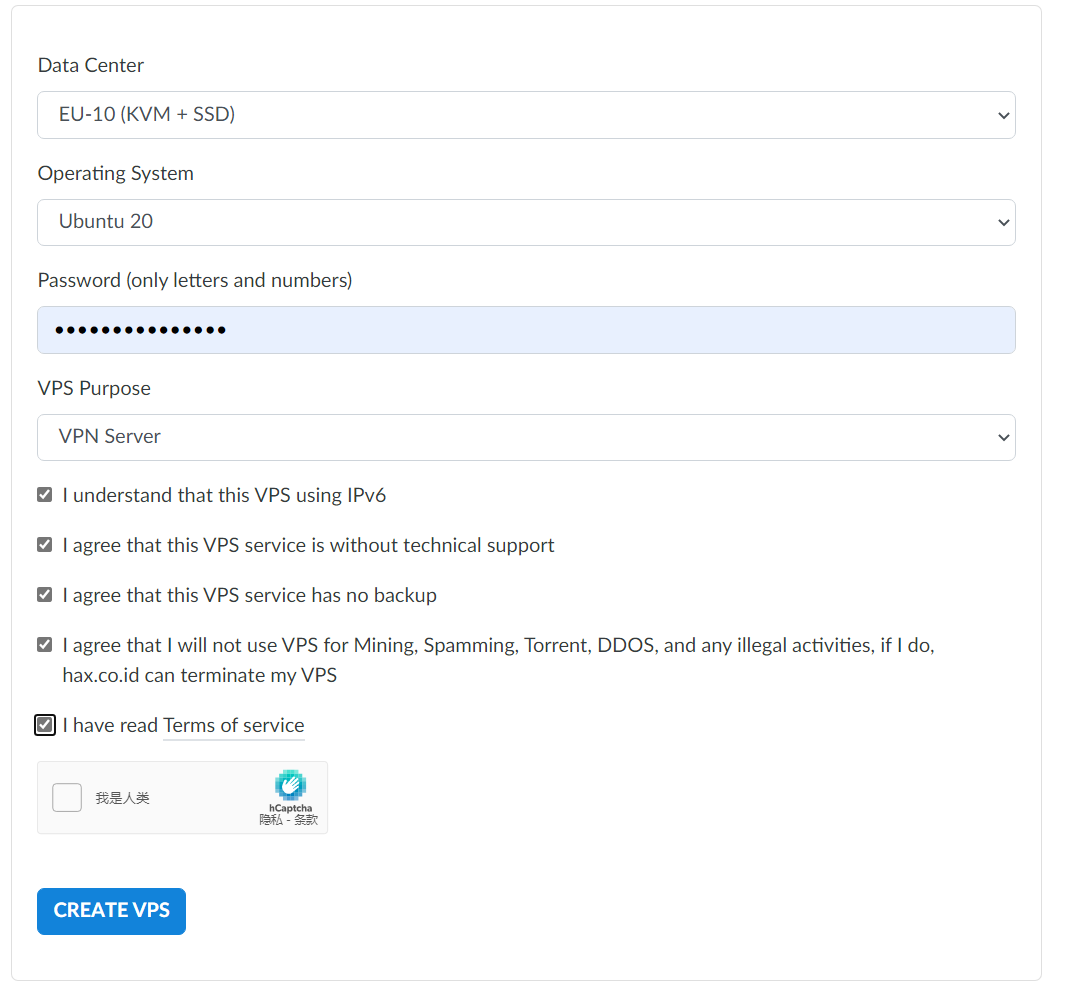 Data Center
EU-10 (KVM + SSD)
Operating System
Ubuntu 20
Password (only letters and numbers)
•••••••••••••••
VPS Purpose
VPN Server
I understand that this VPS using IPv6
I agree that this VPS service is without technical support
I agree that this VPS service has no backup
I agree that I will not use VPS for Mining, Spamming, Torrent, DDOS, and any illegal activities, if I do,
hax.co.id can terminate my VPS
I have read Terms of service
我是人类
hCaptcha
隐私 - 条款
CREATE VPS